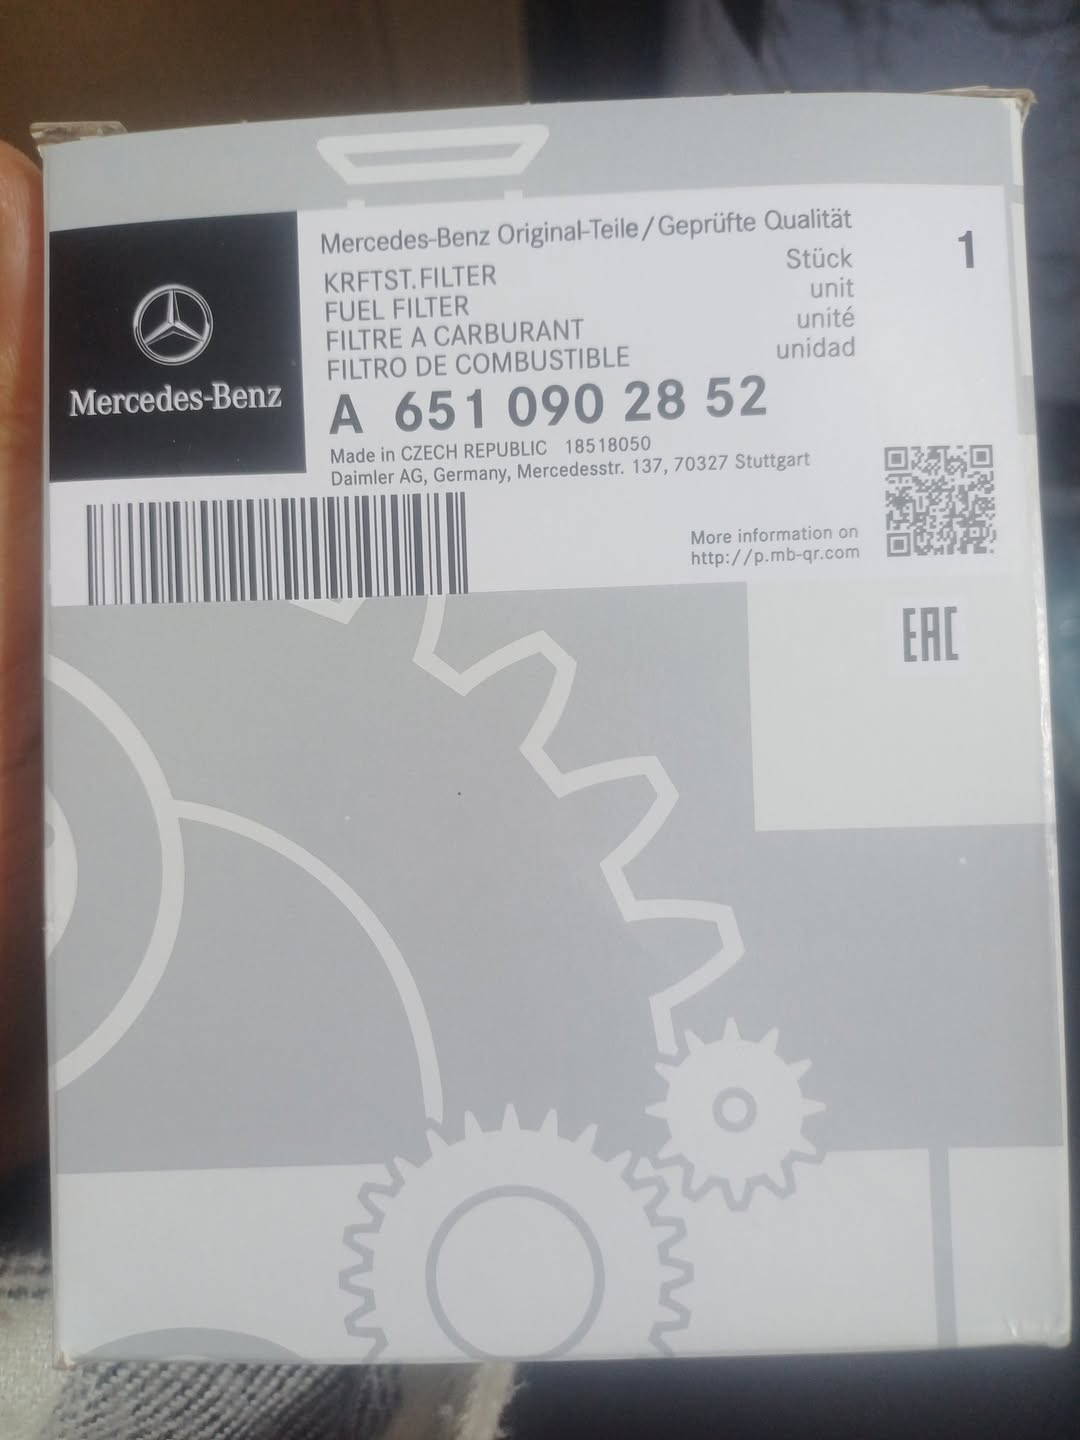 Mercedes-Benz
Mercedes-Benz Original-Teile/Geprüfte Qualität
KRFTST.FILTER Stück 1
FUEL FILTER unit
FILTRE A CARBURANT unité
FILTRO DE COMBUSTIBLE unidad
A 651 090 28 52
Made in CZECH REPUBLIC 18518050
Daimler AG, Germany, Mercedesstr. 137, 70327 Stuttgart
More information on
http://p.mb-qr.com
EAC